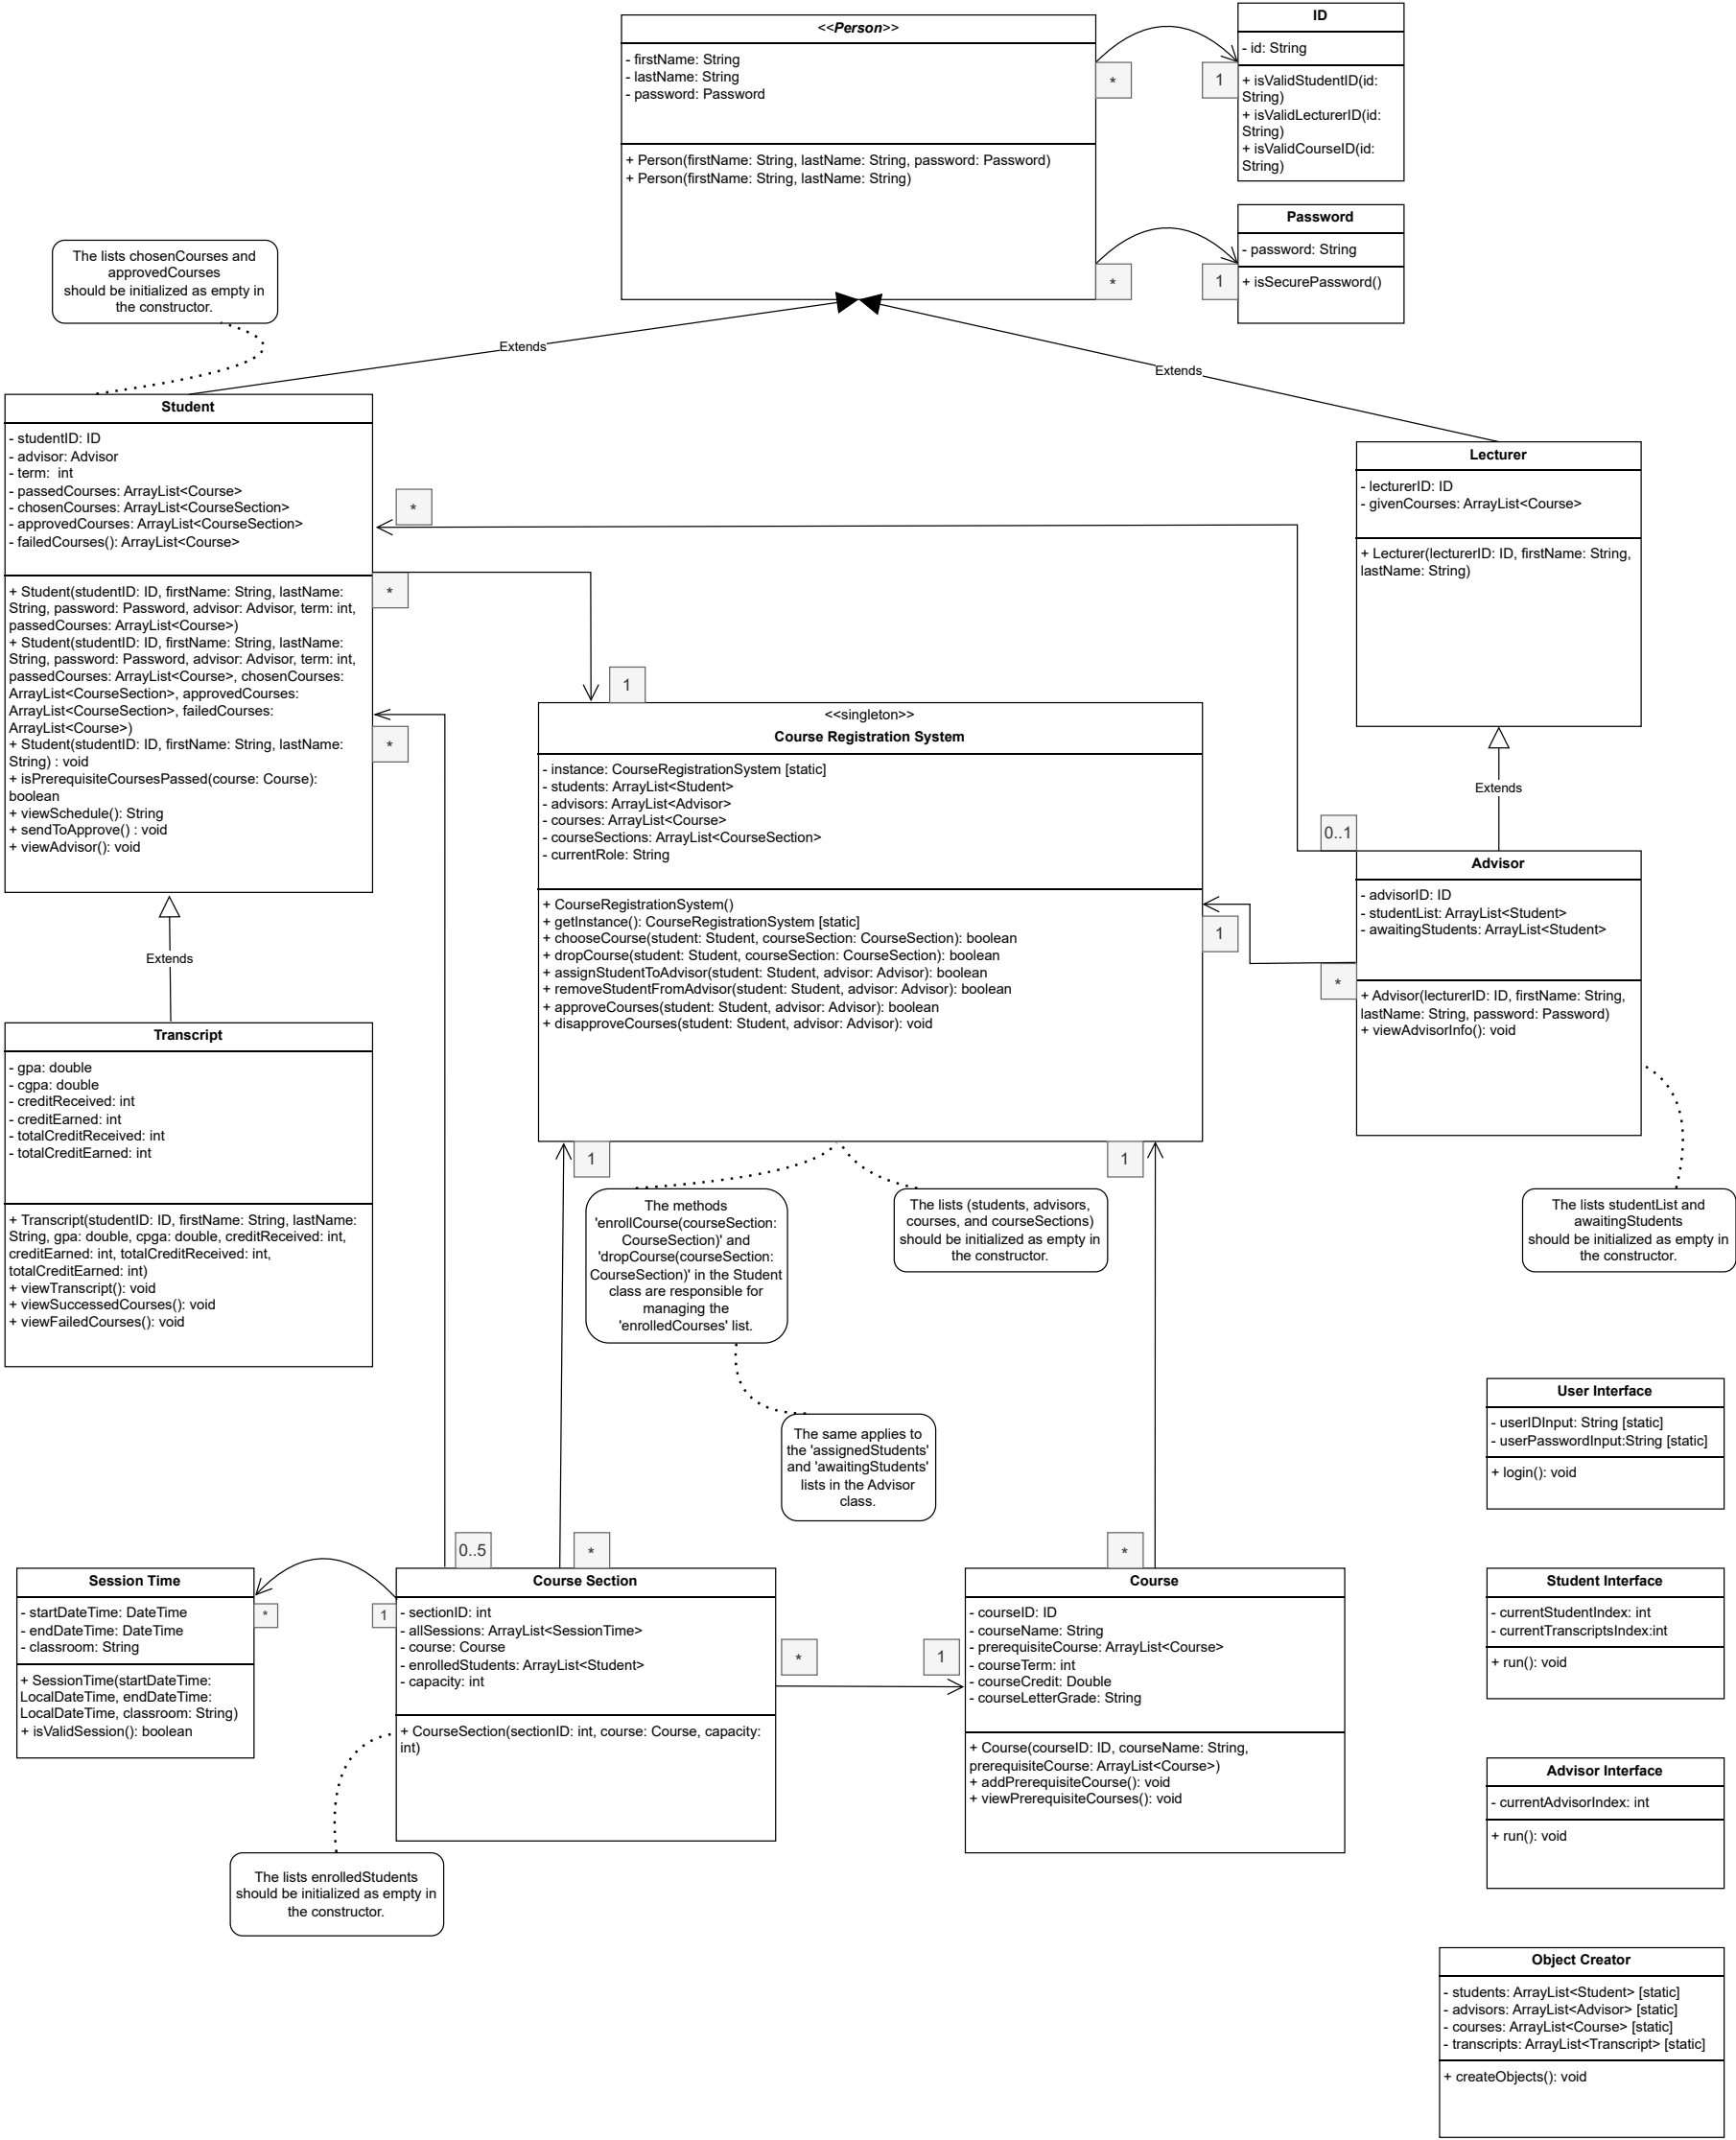 <<Person>>
- firstName: String
- lastName: String
- password: Password
+ Person(firstName: String, lastName: String, password: Password)
+ Person(firstName: String, lastName: String)
*
1
ID
- id: String
+ isValidStudentID(id:
String)
+ isValidLecturerID(id:
String)
+ isValidCourseID(id:
String)
*
1
Password
- password: String
+ isSecurePassword()
The lists chosenCourses and
approvedCourses
should be initialized as empty in
the constructor.
Extends
Extends
Student
- studentID: ID
- advisor: Advisor
- term:  int
- passedCourses: ArrayList<Course>
- chosenCourses: ArrayList<CourseSection>
- approvedCourses: ArrayList<CourseSection>
- failedCourses(): ArrayList<Course>
+ Student(studentID: ID, firstName: String, lastName:
String, password: Password, advisor: Advisor, term: int,
passedCourses: ArrayList<Course>)
+ Student(studentID: ID, firstName: String, lastName:
String, password: Password, advisor: Advisor, term: int,
passedCourses: ArrayList<Course>, chosenCourses:
ArrayList<CourseSection>, approvedCourses:
ArrayList<CourseSection>, failedCourses:
ArrayList<Course>)
+ Student(studentID: ID, firstName: String, lastName:
String) : void
+ isPrerequisiteCoursesPassed(course: Course):
boolean
+ viewSchedule(): String
+ sendToApprove() : void
+ viewAdvisor(): void
*
*
*
1
Lecturer
- lecturerID: ID
- givenCourses: ArrayList<Course>
+ Lecturer(lecturerID: ID, firstName: String,
lastName: String)
Extends
<<singleton>>
Course Registration System
- instance: CourseRegistrationSystem [static]
- students: ArrayList<Student>
- advisors: ArrayList<Advisor>
- courses: ArrayList<Course>
- courseSections: ArrayList<CourseSection>
- currentRole: String
+ CourseRegistrationSystem()
+ getInstance(): CourseRegistrationSystem [static]
+ chooseCourse(student: Student, courseSection: CourseSection): boolean
+ dropCourse(student: Student, courseSection: CourseSection): boolean
+ assignStudentToAdvisor(student: Student, advisor: Advisor): boolean
+ removeStudentFromAdvisor(student: Student, advisor: Advisor): boolean
+ approveCourses(student: Student, advisor: Advisor): boolean
+ disapproveCourses(student: Student, advisor: Advisor): void
0..1
1
*
Advisor
- advisorID: ID
- studentList: ArrayList<Student>
- awaitingStudents: ArrayList<Student>
+ Advisor(lecturerID: ID, firstName: String,
lastName: String, password: Password)
+ viewAdvisorInfo(): void
Extends
Transcript
- gpa: double
- cgpa: double
- creditReceived: int
- creditEarned: int
- totalCreditReceived: int
- totalCreditEarned: int
+ Transcript(studentID: ID, firstName: String, lastName:
String, gpa: double, cpga: double, creditReceived: int,
creditEarned: int, totalCreditReceived: int,
totalCreditEarned: int)
+ viewTranscript(): void
+ viewSuccessedCourses(): void
+ viewFailedCourses(): void
1
1
The methods
'enrollCourse(courseSection:
CourseSection)' and
'dropCourse(courseSection:
CourseSection)' in the Student
class are responsible for
managing the
'enrolledCourses' list.
The lists (students, advisors,
courses, and courseSections)
should be initialized as empty in
the constructor.
The lists studentList and
awaitingStudents
should be initialized as empty in
the constructor.
The same applies to
the 'assignedStudents'
and 'awaitingStudents'
lists in the Advisor
class.
User Interface
- userIDInput: String [static]
- userPasswordInput:String [static]
+ login(): void
0..5
*
*
Session Time
- startDateTime: DateTime
- endDateTime: DateTime
- classroom: String
+ SessionTime(startDateTime:
LocalDateTime, endDateTime:
LocalDateTime, classroom: String)
+ isValidSession(): boolean
*
1
Course Section
- sectionID: int
- allSessions: ArrayList<SessionTime>
- course: Course
- enrolledStudents: ArrayList<Student>
- capacity: int
+ CourseSection(sectionID: int, course: Course, capacity:
int)
*
1
Course
- courseID: ID
- courseName: String
- prerequisiteCourse: ArrayList<Course>
- courseTerm: int
- courseCredit: Double
- courseLetterGrade: String
+ Course(courseID: ID, courseName: String,
prerequisiteCourse: ArrayList<Course>)
+ addPrerequisiteCourse(): void
+ viewPrerequisiteCourses(): void
Student Interface
- currentStudentIndex: int
- currentTranscriptsIndex:int
+ run(): void
Advisor Interface
- currentAdvisorIndex: int
+ run(): void
The lists enrolledStudents
should be initialized as empty in
the constructor.
Object Creator
- students: ArrayList<Student> [static]
- advisors: ArrayList<Advisor> [static]
- courses: ArrayList<Course> [static]
- transcripts: ArrayList<Transcript> [static]
+ createObjects(): void